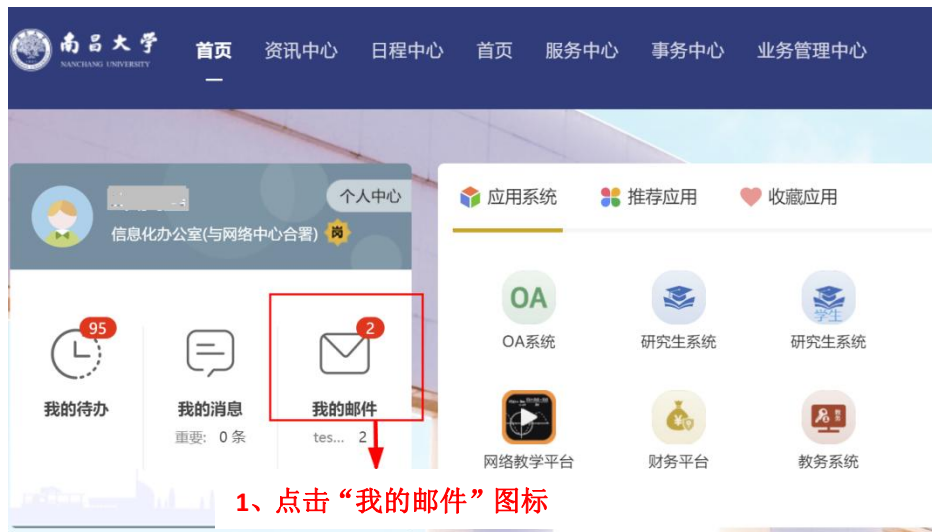 南昌大学
NANCHANG UNIVERSITY
首页 资讯中心 日程中心 首页 服务中心 事务中心 业务管理中心
个人中心
信息化办公室(与网络中心合署) 岗
应用系统 推荐应用 收藏应用
95
2
我的待办 我的消息 我的邮件
重要: 0 条 tes... 2
OA
学生
OA系统 研究生系统 研究生系统
网络教学平台 财务平台 教务系统
1、点击“我的邮件”图标